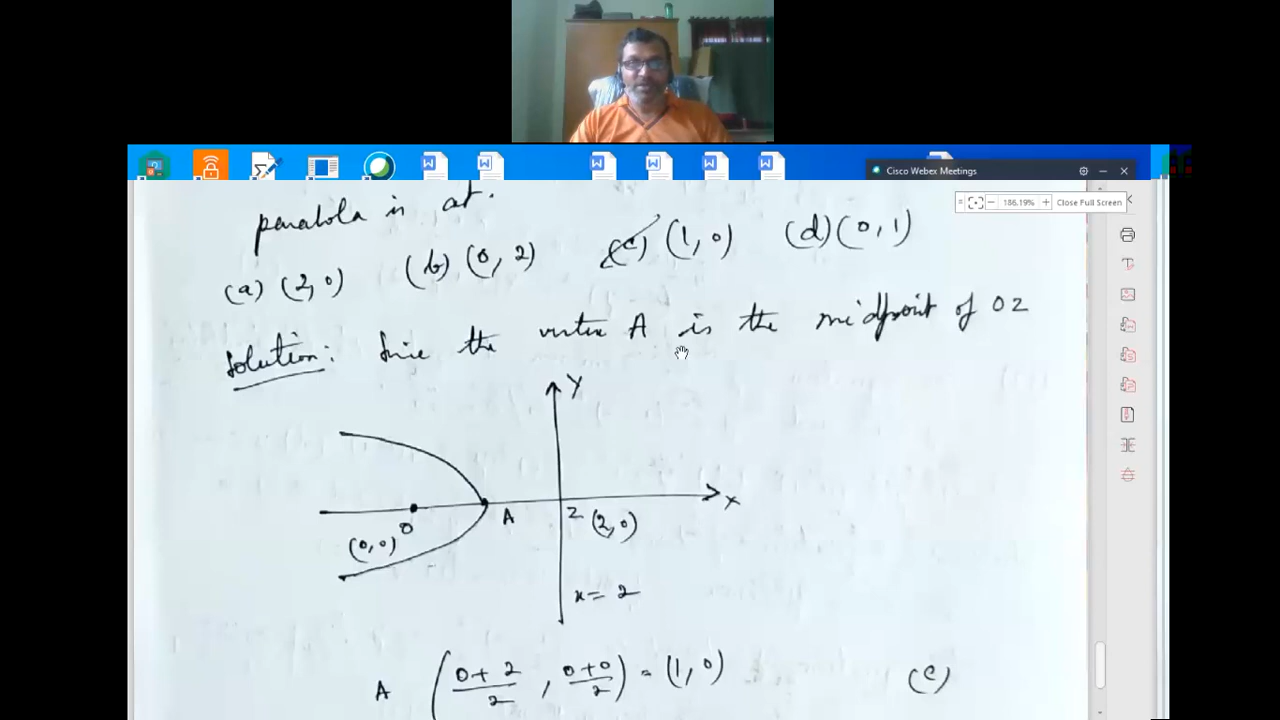 Cisco Webex Meetings
186.19% Close Full Screen
parabola is at.
(a) (2,0) (b) (0, 2) (c) (1, 0) (d) (0, 1)
Solution: Since the vertex A is the midpoint of OZ
Y
X
O A Z (2,0)
(0,0)
x = 2
A (0+2/2, 0+0/2) = (1, 0) (c)